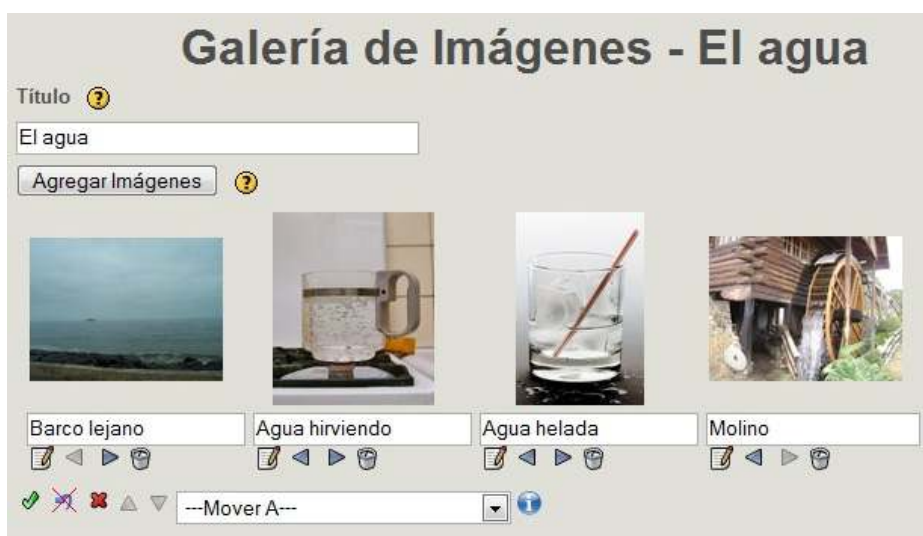 Galería de Imágenes - El agua
Título ?
El agua
Agregar Imágenes ?
Barco lejano Agua hirviendo Agua helada Molino
---Mover A--- i